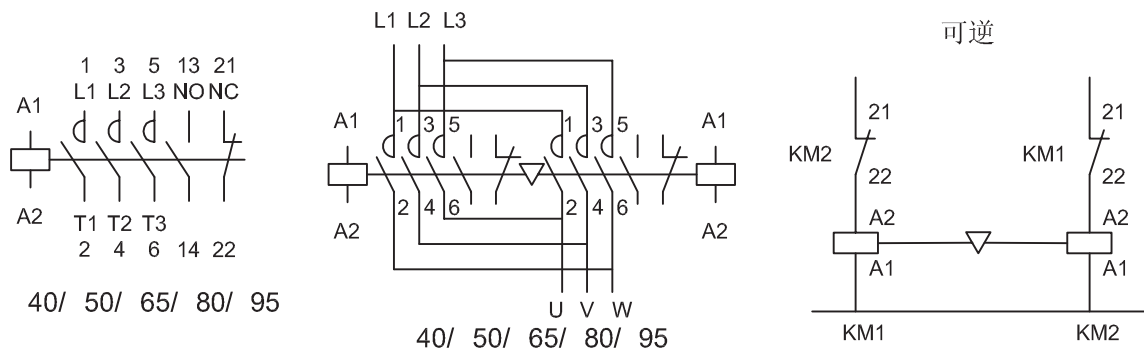 1 3 5 13 21
L1 L2 L3 NO NC
A1
A2
T1 T2 T3
2 4 6 14 22
40/ 50/ 65/ 80/ 95
L1 L2 L3
A1 1 3 5 1 3 5 A1
A2 2 4 6 2 4 6 A2
U V W
40/ 50/ 65/ 80/ 95
可逆
21 21
KM2 KM1
22 22
A2 A2
A1 A1
KM1 KM2